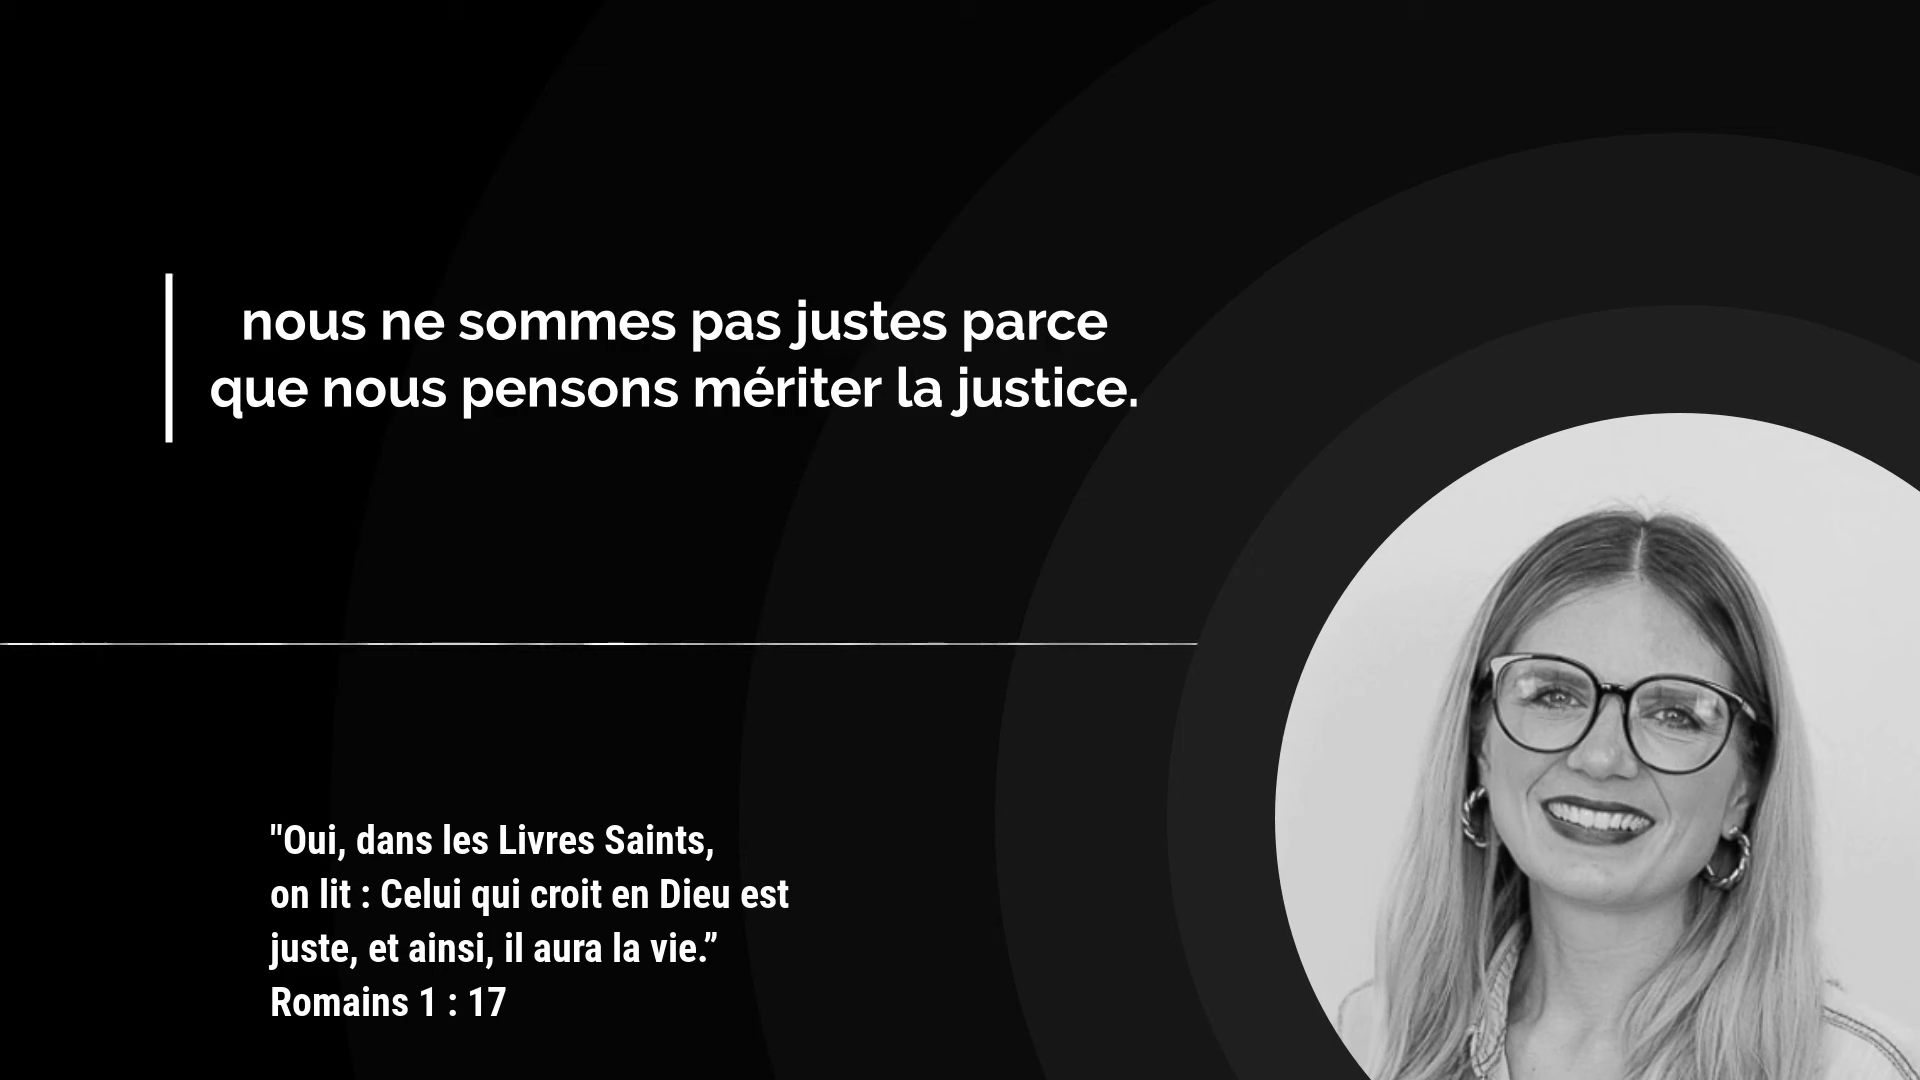 nous ne sommes pas justes parce
que nous pensons mériter la justice.
"Oui, dans les Livres Saints,
on lit : Celui qui croit en Dieu est
juste, et ainsi, il aura la vie.”
Romains 1 : 17